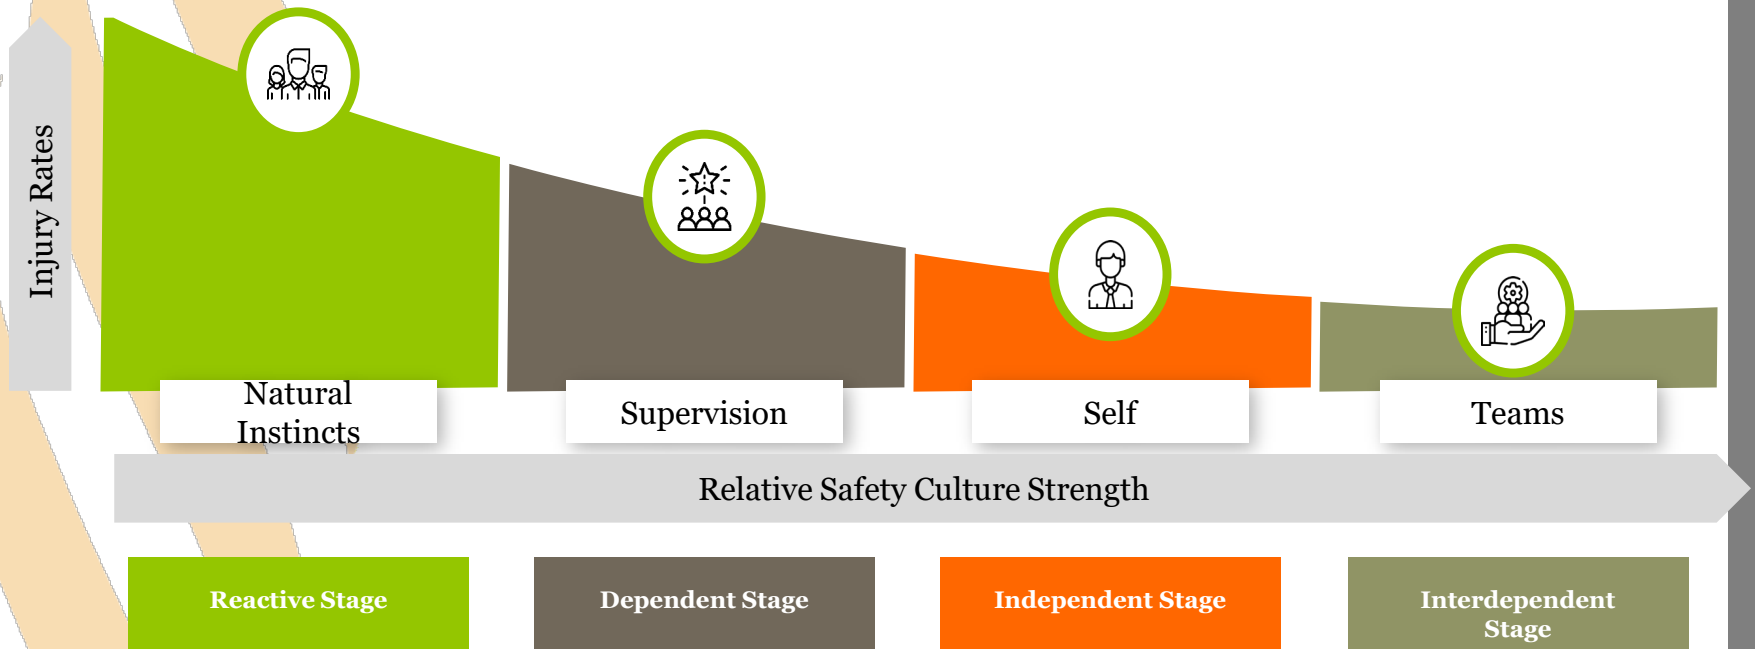 Injury Rates
Natural
Instincts
Supervision
Self
Teams
Relative Safety Culture Strength
Reactive Stage
Dependent Stage
Independent Stage
Interdependent
Stage